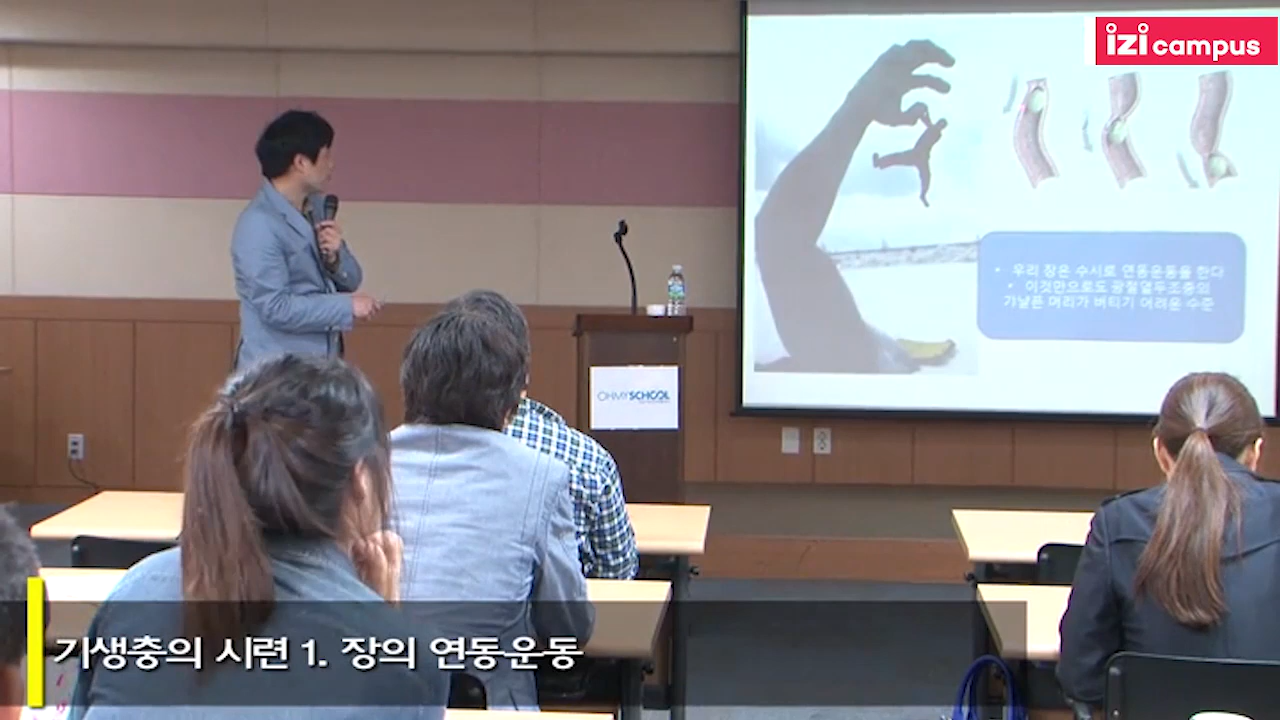 izi campus
• 우리 장은 수시로 연동운동을 한다
• 이것만으로도 광절열두조충의
가냘픈 머리가 버티기 어려운 수준
OHMYSCHOOL
기생충의 시련 1. 장의 연동운동